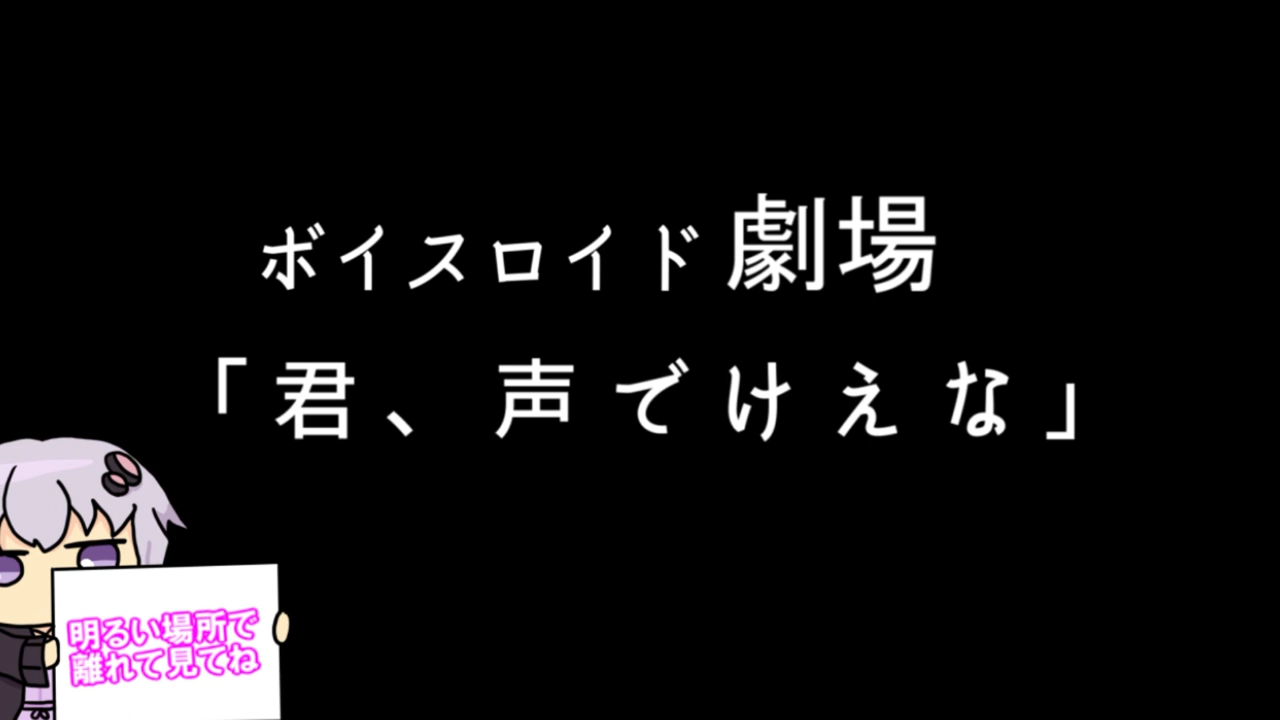 ボイスロイド劇場
「君、声でけえな」
明るい場所で
離れて見てね